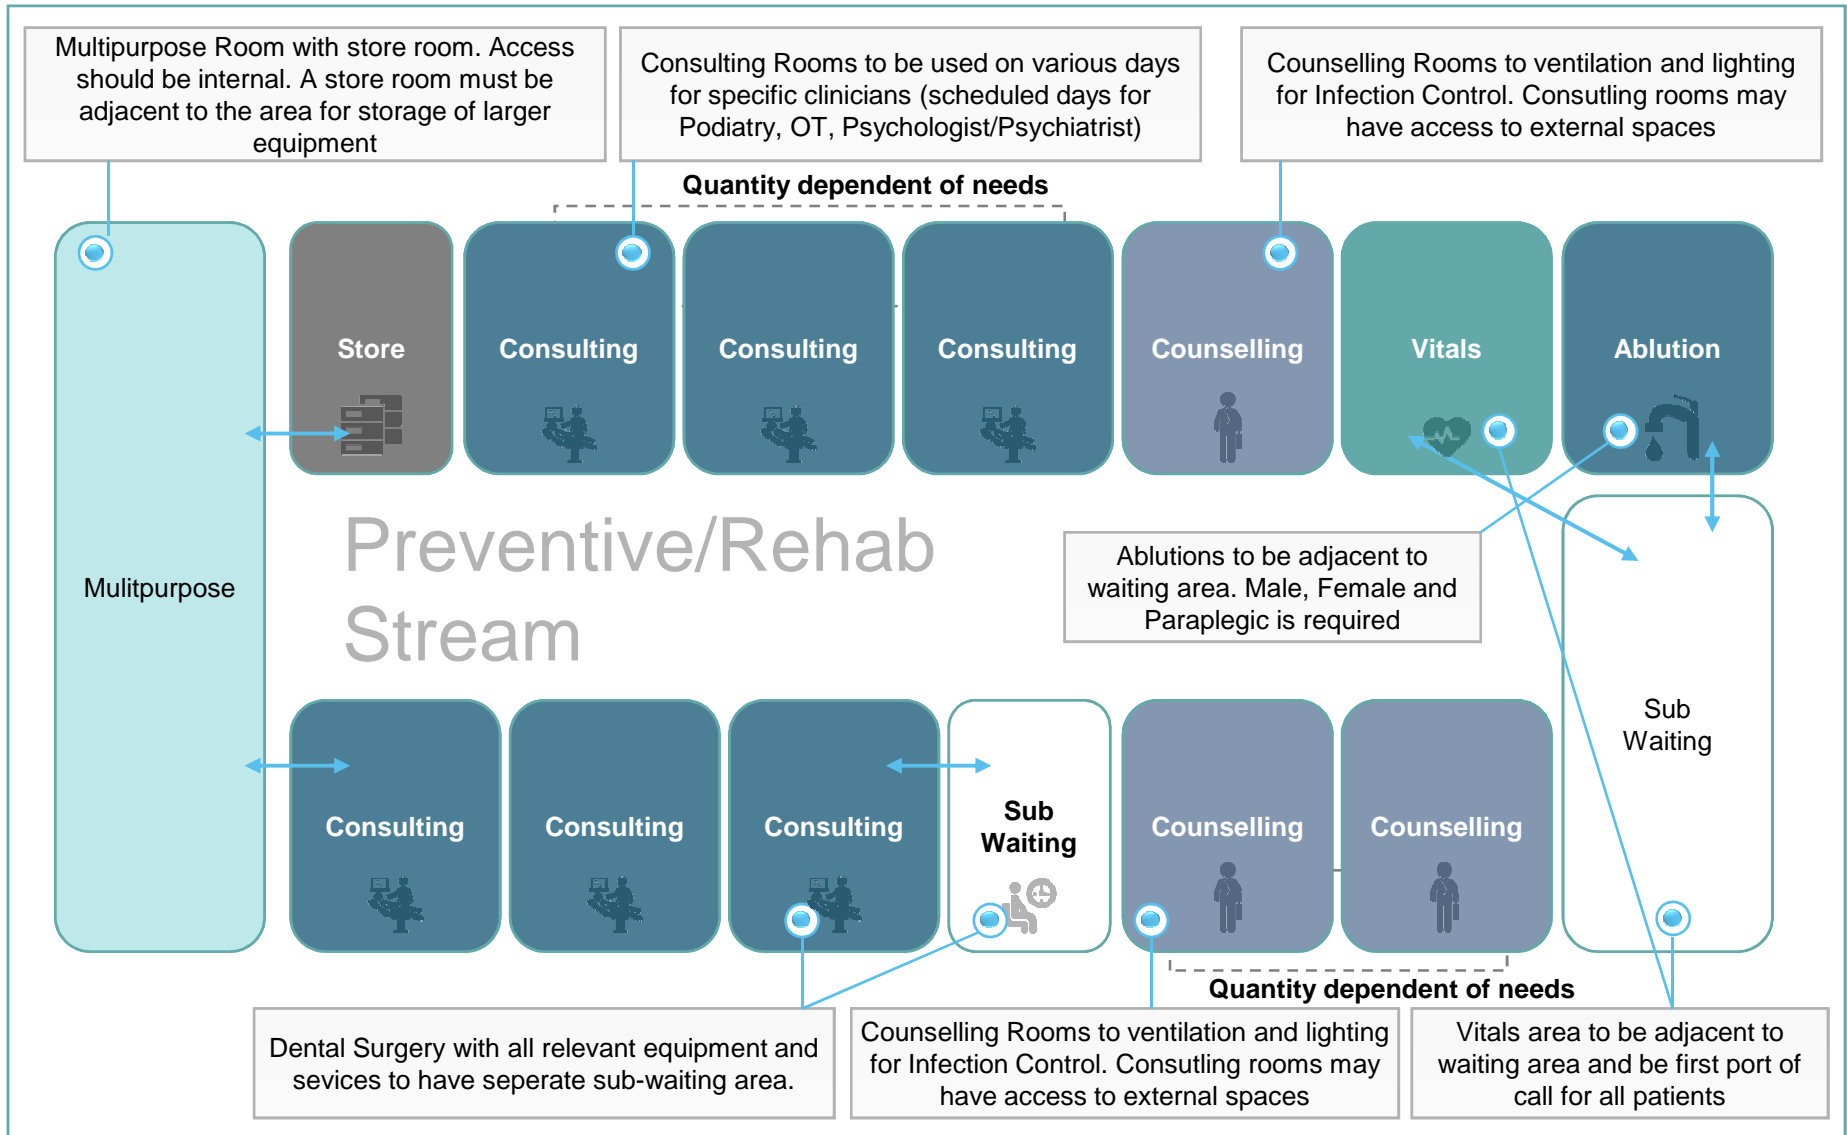 Multipurpose Room with store room. Access
should be internal. A store room must be
adjacent to the area for storage of larger
equipment
Consulting Rooms to be used on various days
for specific clinicians (scheduled days for
Podiatry, OT, Psychologist/Psychiatrist)
Counselling Rooms to ventilation and lighting
for Infection Control. Consutling rooms may
have access to external spaces
Quantity dependent of needs
Store
Consulting
Consulting
Consulting
Counselling
Vitals
Ablution
Preventive/Rehab
Stream
Mulitpurpose
Ablutions to be adjacent to
waiting area. Male, Female and
Paraplegic is required
Sub
Waiting
Consulting
Consulting
Consulting
Sub
Waiting
Counselling
Counselling
Quantity dependent of needs
Dental Surgery with all relevant equipment and
sevices to have seperate sub-waiting area.
Counselling Rooms to ventilation and lighting
for Infection Control. Consutling rooms may
have access to external spaces
Vitals area to be adjacent to
waiting area and be first port of
call for all patients